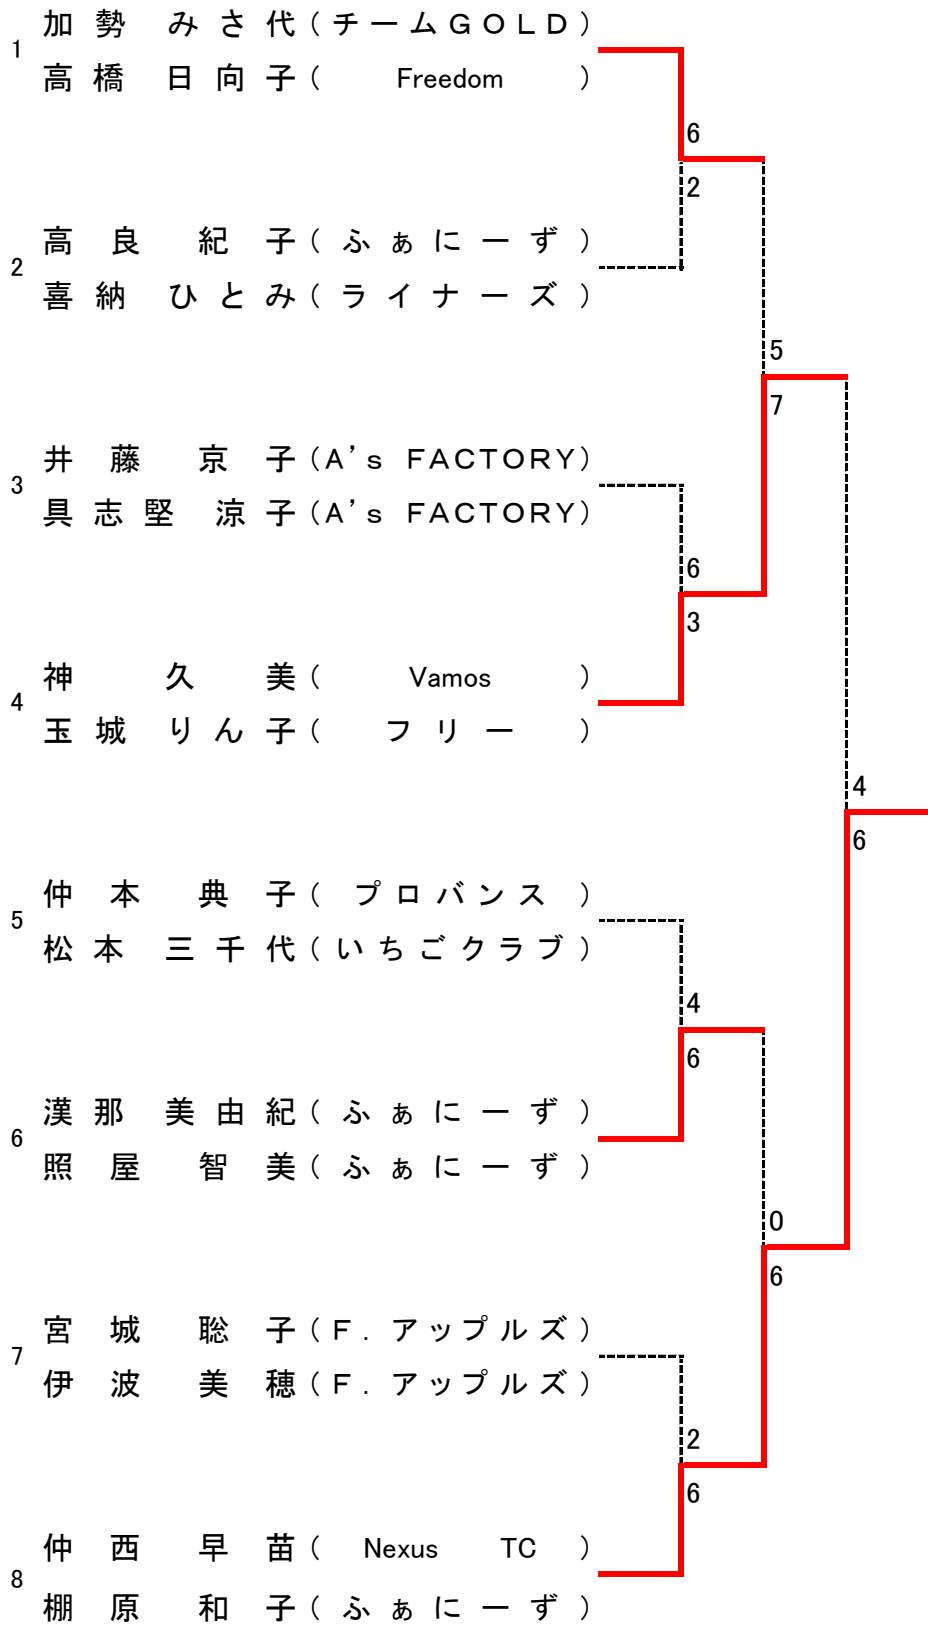 加勢 みさ代(チームGOLD)
1
高橋 日向子( Freedom )
6
2
高良 紀子(ふぁにーず)
2
喜納 ひとみ(ライナーズ)
5
7
井藤 京子(A's FACTORY)
3
具志堅 涼子(A's FACTORY)
6
3
神 久美( Vamos )
4
玉城 りん子( フリー )
4
6
仲本 典子(プロバンス)
5
松本 三千代(いちごクラブ)
4
6
漢那 美由紀(ふぁにーず)
6
照屋 智美(ふぁにーず)
0
6
宮城 聡子(F.アップルズ)
7
伊波 美穂(F.アップルズ)
2
6
仲西 早苗( Nexus TC )
8
棚原 和子(ふぁにーず)